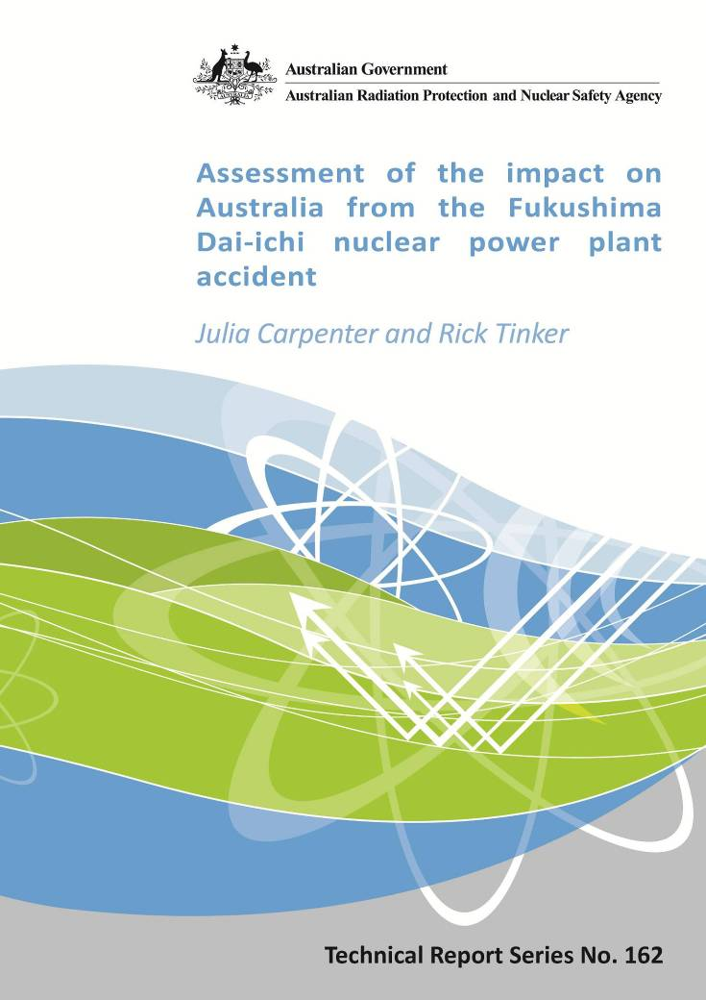 Australian Government
Australian Radiation Protection and Nuclear Safety Agency
Assessment of the impact on
Australia from the Fukushima
Dai-ichi nuclear power plant
accident
Julia Carpenter and Rick Tinker
Technical Report Series No. 162